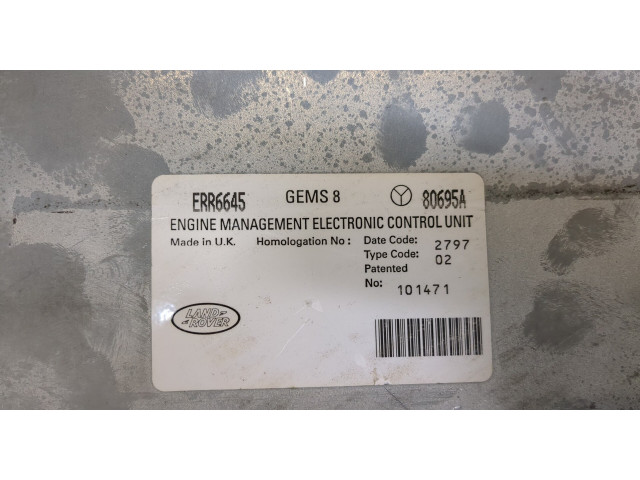 ERR6645 GEMS 8 80695A
ENGINE MANAGEMENT ELECTRONIC CONTROL UNIT
Made in U.K. Homologation No: Date Code: 2797
Type Code: 02
Patented
No: 101471
LAND
ROVER